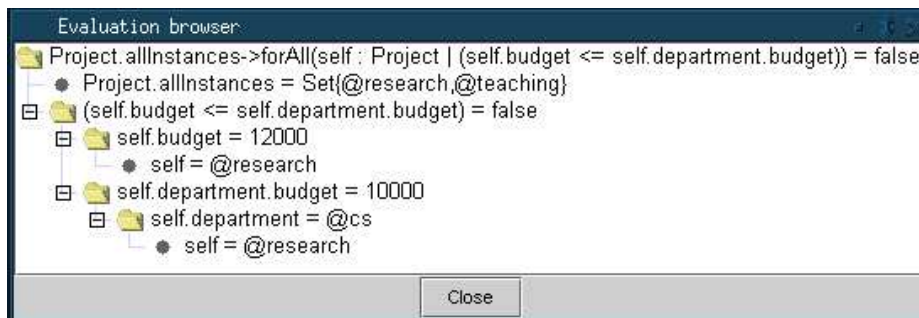 Evaluation browser
Project.allInstances->forAll(self : Project | (self.budget <= self.department.budget)) = false
Project.allInstances = Set{@research,@teaching}
(self.budget <= self.department.budget) = false
self.budget = 12000
self = @research
self.department.budget = 10000
self.department = @cs
self = @research
Close